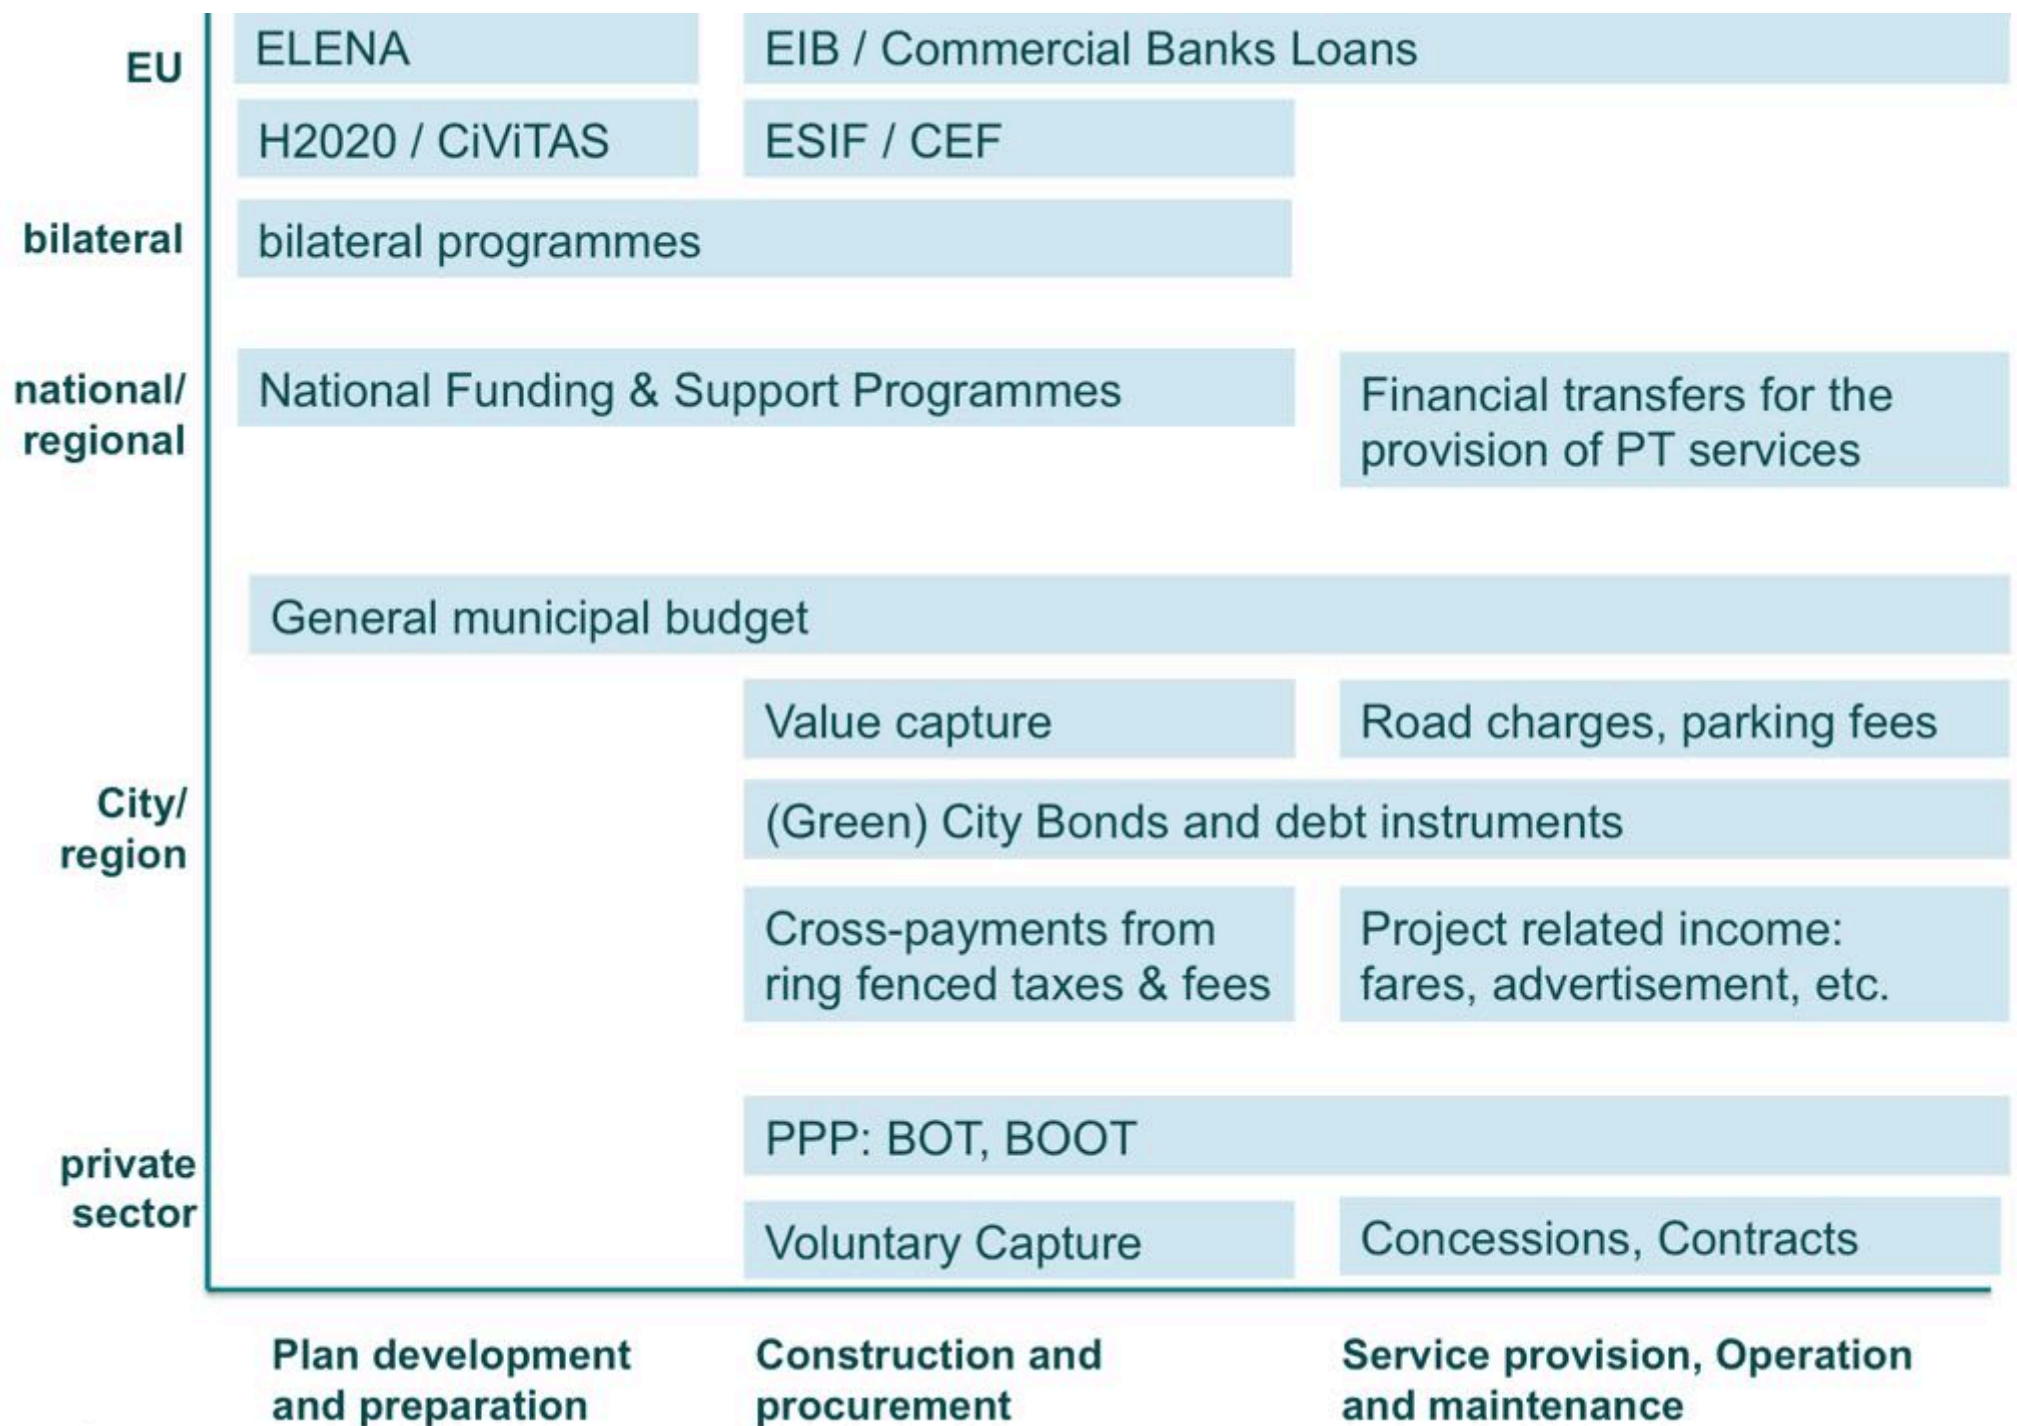 EU
ELENA
EIB / Commercial Banks Loans
H2020 / CiViTAS
ESIF / CEF
bilateral
bilateral programmes
national/
regional
National Funding & Support Programmes
Financial transfers for the
provision of PT services
General municipal budget
City/
region
Value capture
Road charges, parking fees
(Green) City Bonds and debt instruments
Cross-payments from
ring fenced taxes & fees
Project related income:
fares, advertisement, etc.
private
sector
PPP: BOT, BOOT
Voluntary Capture
Concessions, Contracts
Plan development
and preparation
Construction and
procurement
Service provision, Operation
and maintenance